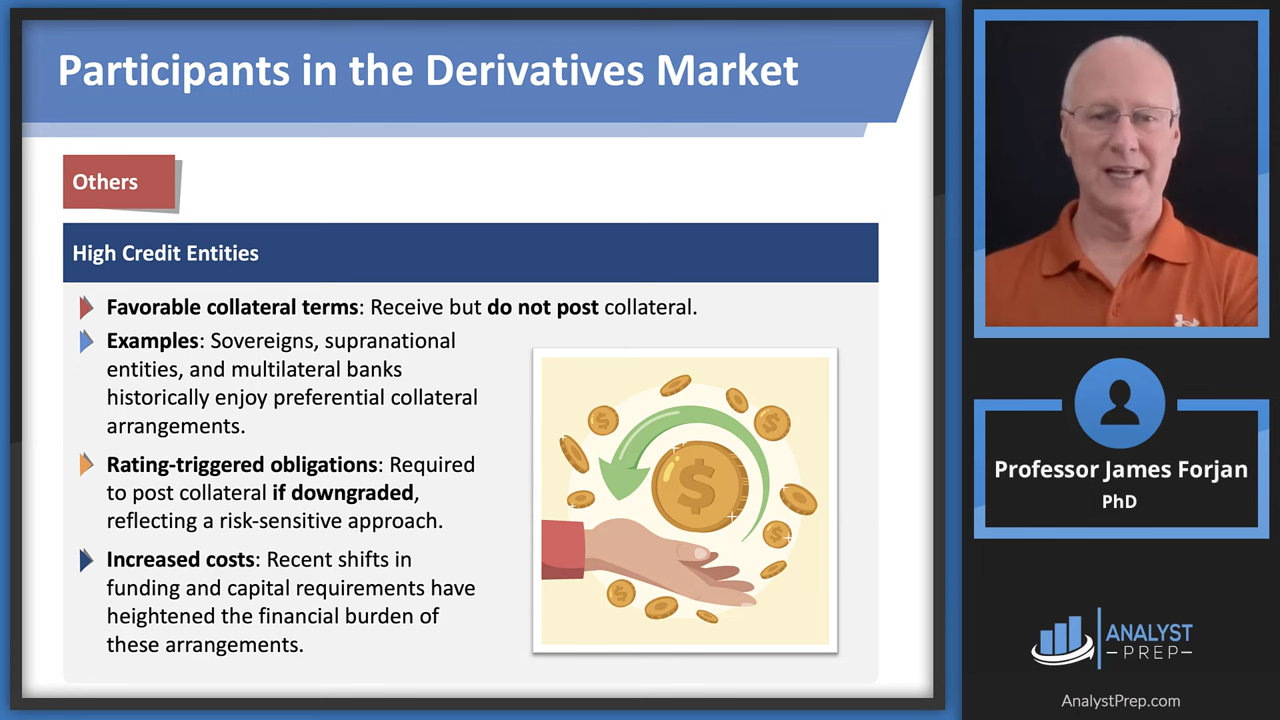 Participants in the Derivatives Market
Others
High Credit Entities
Favorable collateral terms: Receive but do not post collateral.
Examples: Sovereigns, supranational
entities, and multilateral banks
historically enjoy preferential collateral
arrangements.
Rating-triggered obligations: Required
to post collateral if downgraded,
reflecting a risk-sensitive approach.
Increased costs: Recent shifts in
funding and capital requirements have
heightened the financial burden of
these arrangements.
Professor James Forjan
PhD
ANALYST
–PREP–
AnalystPrep.com